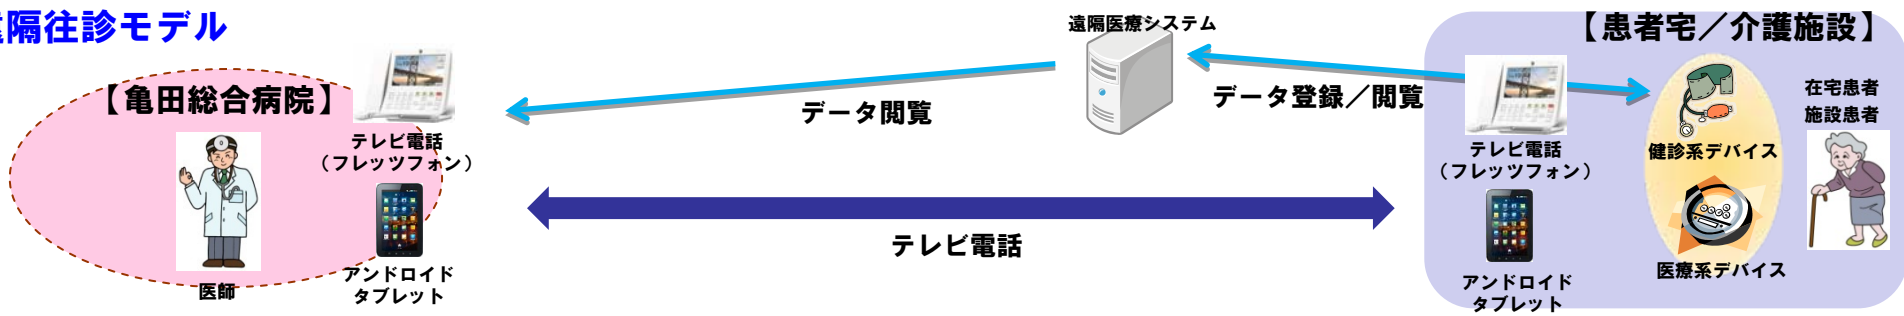 隔往診モデル
遠隔医療システム
【患者宅／介護施設】
【亀田総合病院】
データ閲覧
データ登録／閲覧
在宅患者
施設患者
テレビ電話
（フレッツフォン）
テレビ電話
（フレッツフォン）
健診系デバイス
テレビ電話
医師
アンドロイド
タブレット
アンドロイド
タブレット
医療系デバイス